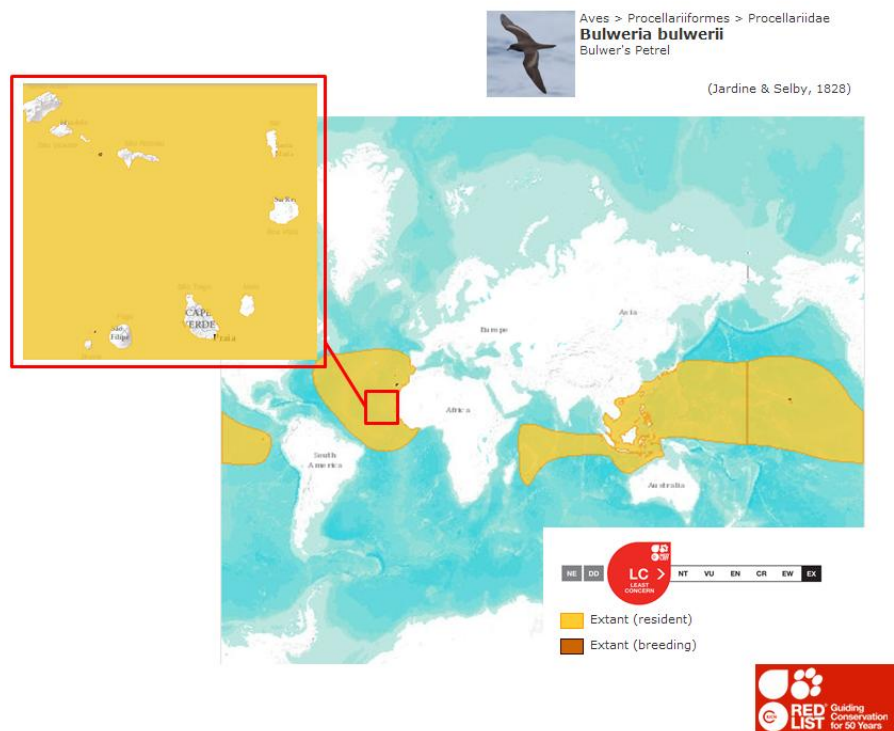 Aves > Procellariiformes > Procellariidae
Bulweria bulwerii
Bulwer's Petrel
(Jardine & Selby, 1828)
CAPE
VERDE
Praia
São
Filipe
Europe
Asia
Africa
South
America
Australia
NE DD LC > NT VU EN CR EW EX
LEAST
CONCERN
Extant (resident)
Extant (breeding)
RED
LIST
Guiding
Conservation
for 50 Years